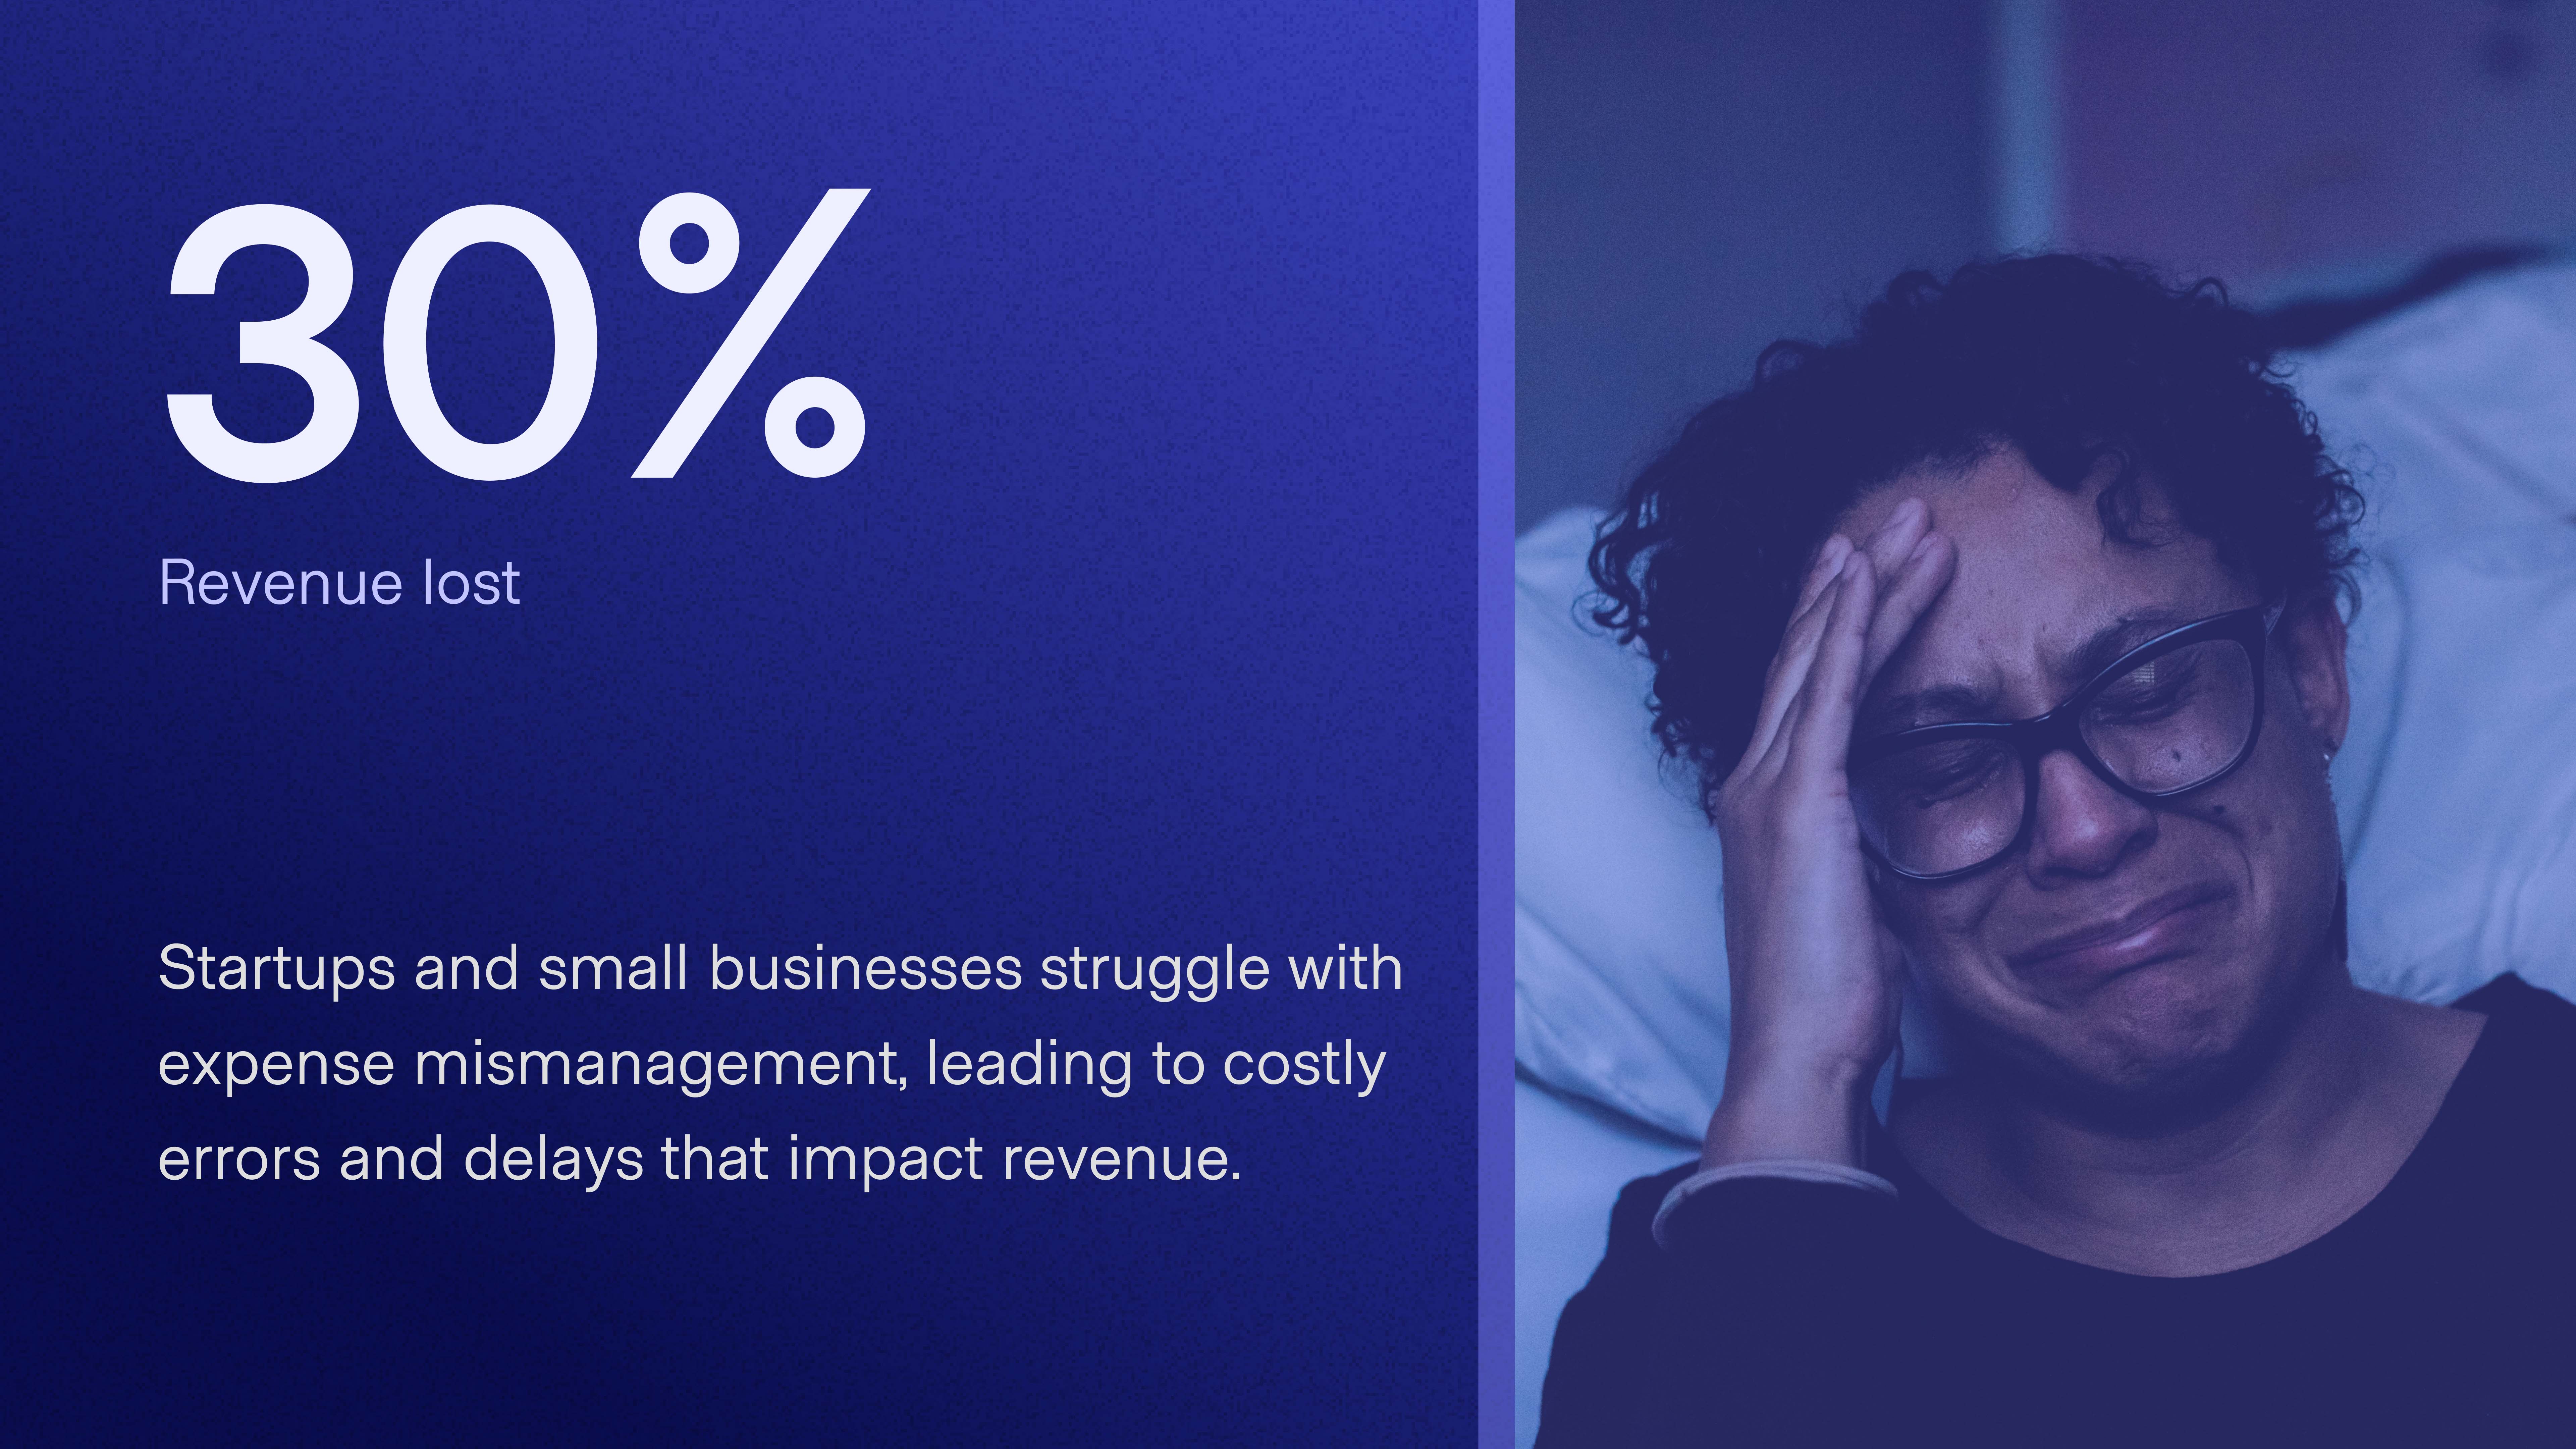 30%
Revenue lost
Startups and small businesses struggle with
expense mismanagement, leading to costly
errors and delays that impact revenue.